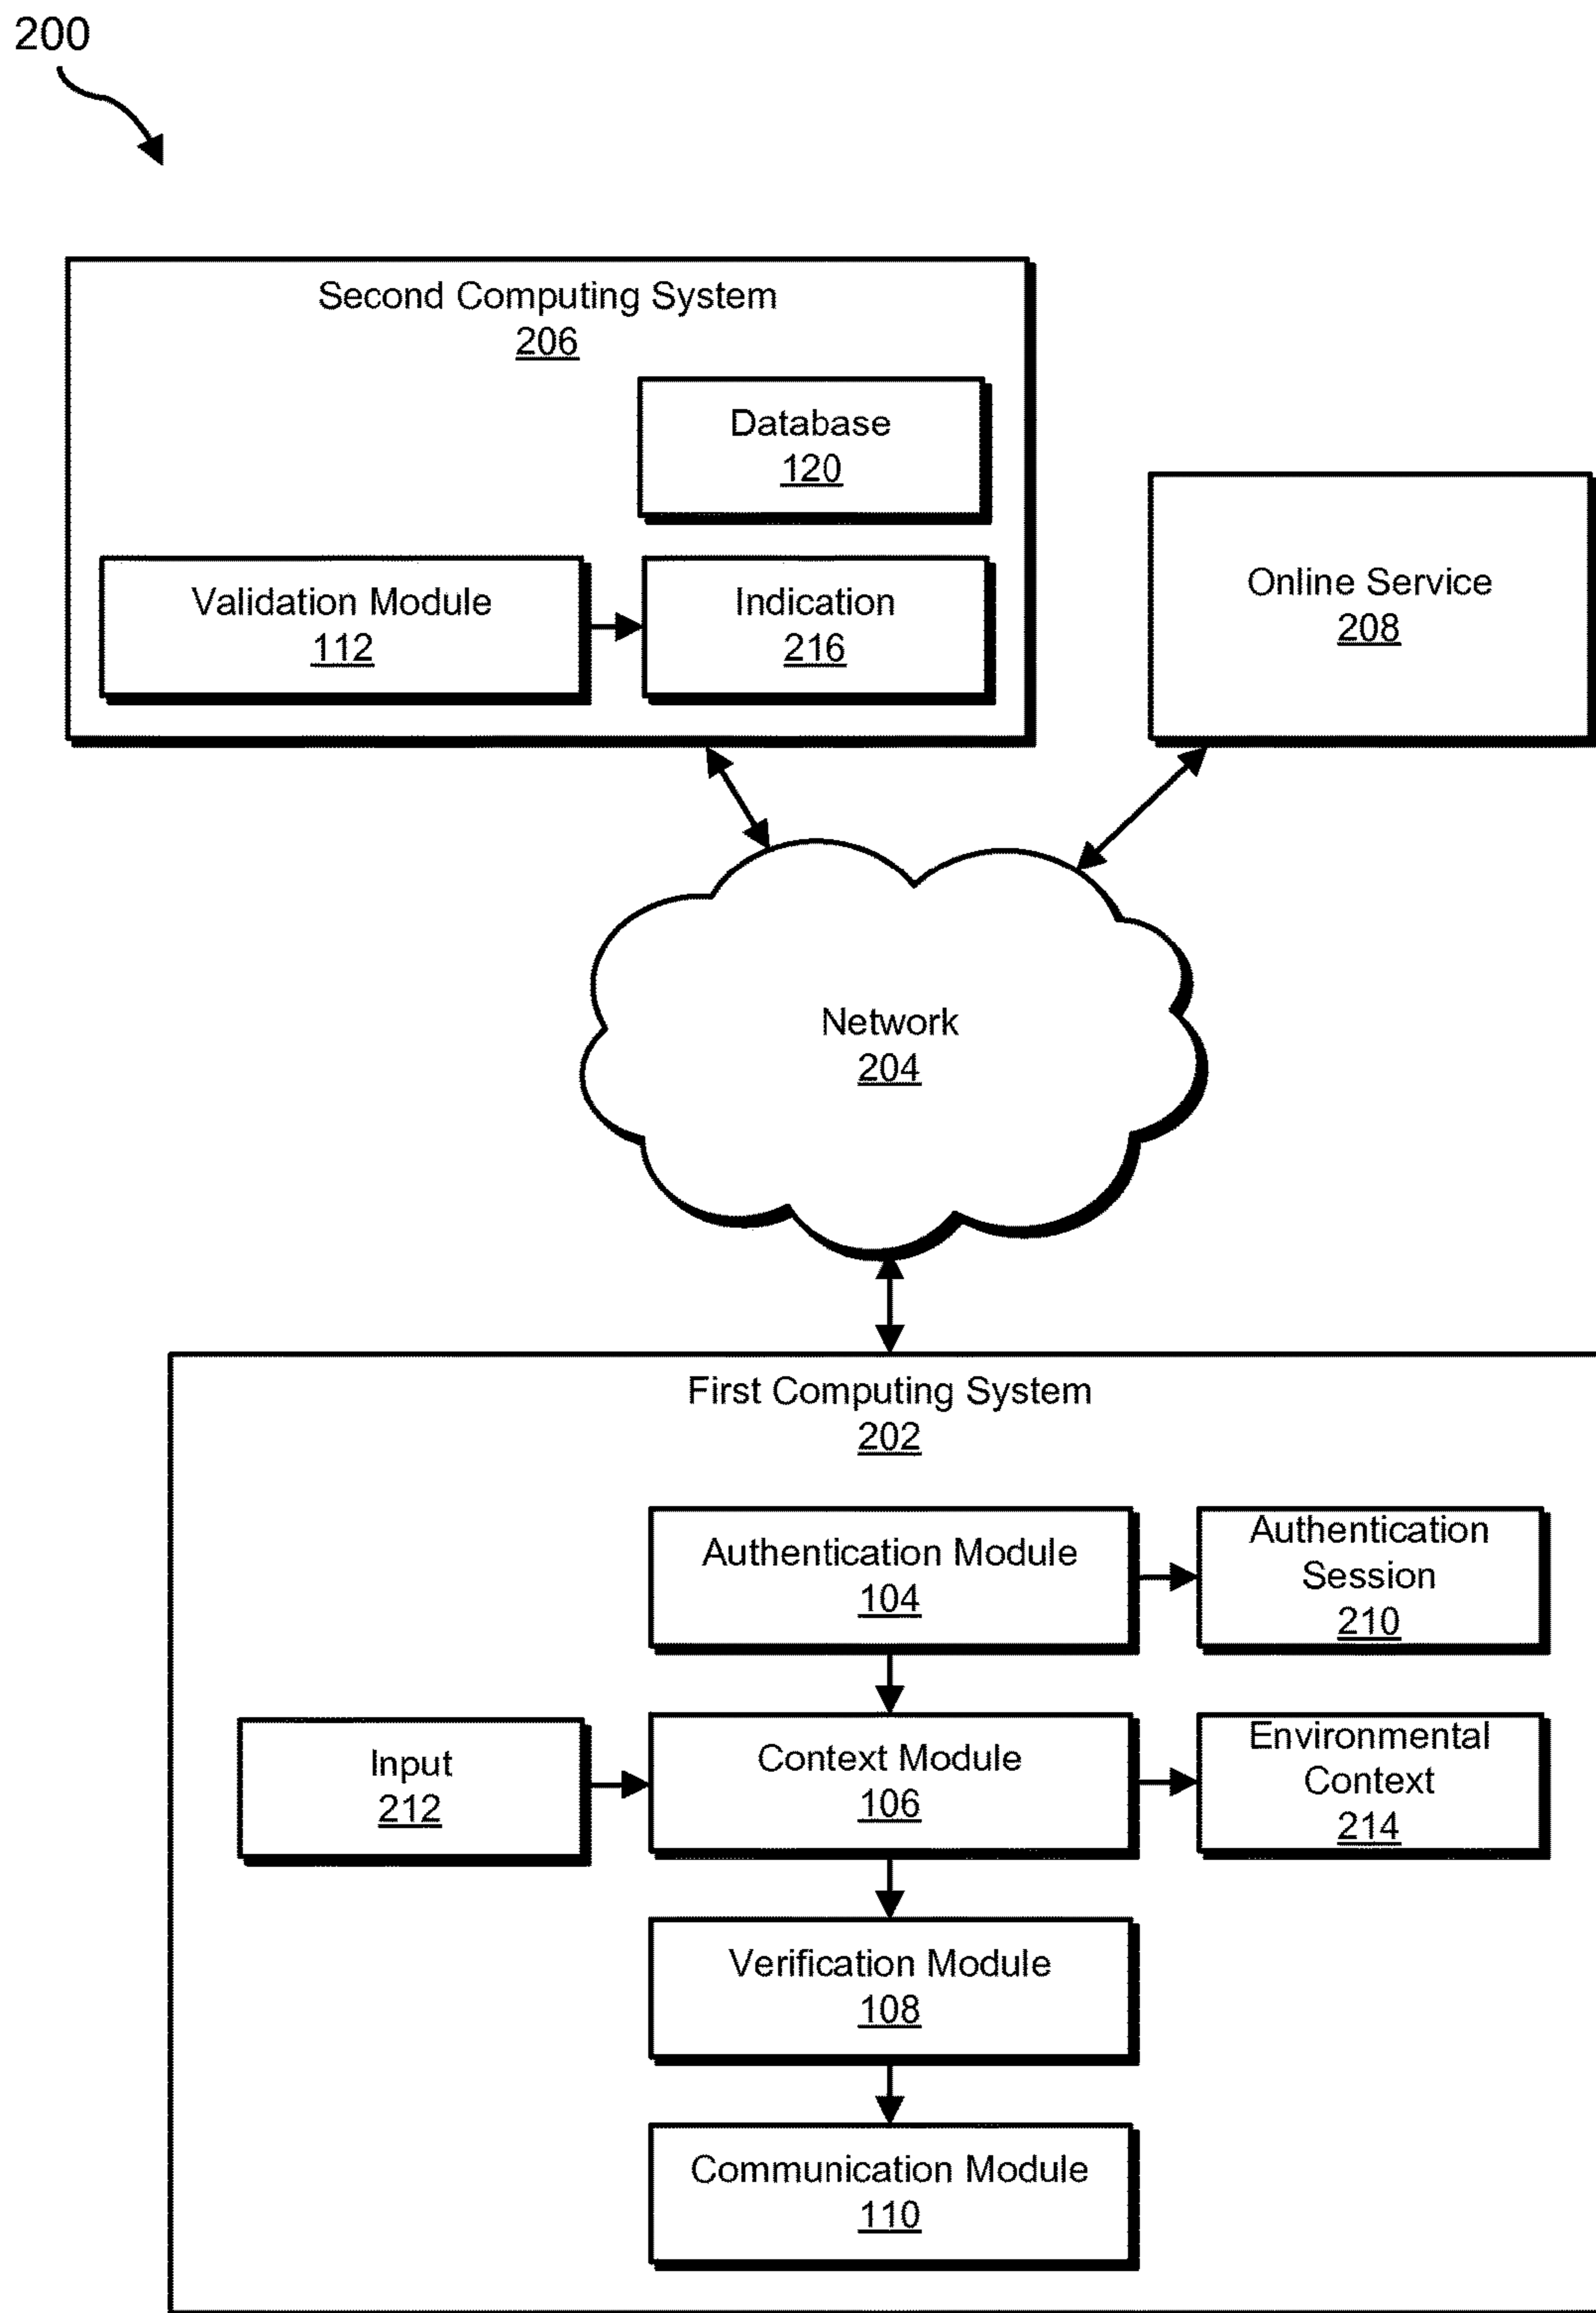 200
Second Computing System
206
Database
120
Validation Module
112
Indication
216
Online Service
208
Network
204
First Computing System
202
Authentication Module
104
Authentication
Session
210
Input
212
Context Module
106
Environmental
Context
214
Verification Module
108
Communication Module
110